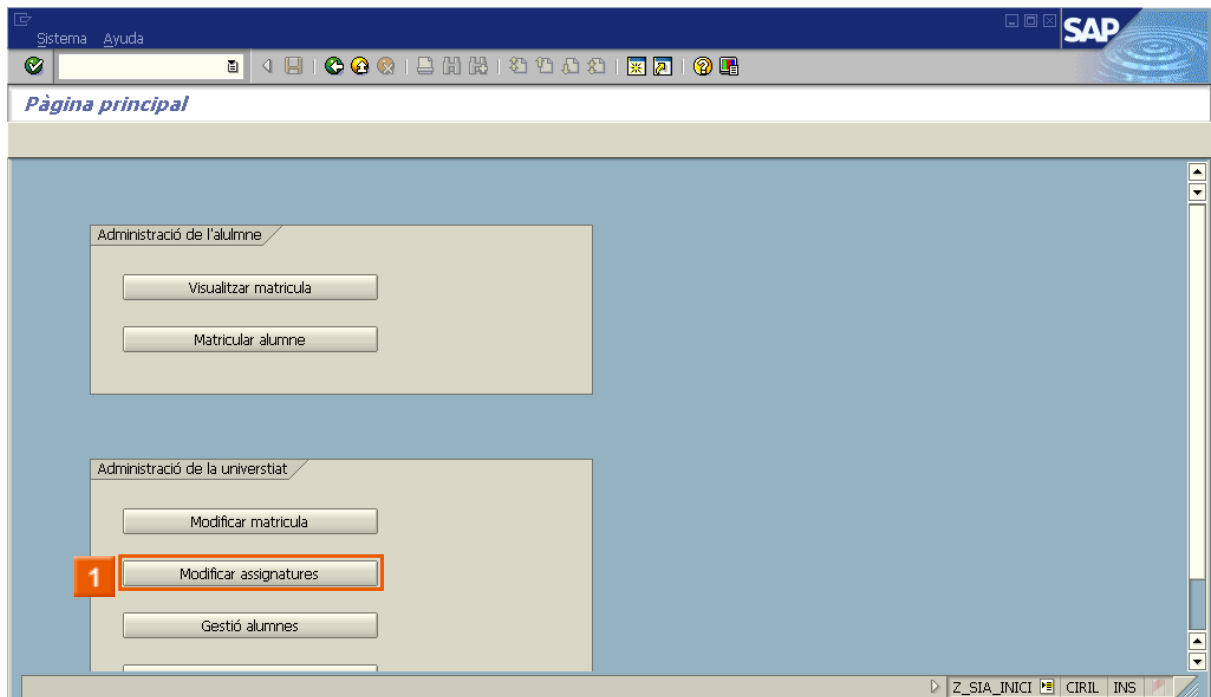 Sistema Ayuda
SAP
Pàgina principal
Administració de l'alulmne
Visualitzar matricula
Matricular alumne
Administració de la universtiat
Modificar matricula
1
Modificar assignatures
Gestió alumnes
Z_SIA_INICI CIRIL INS